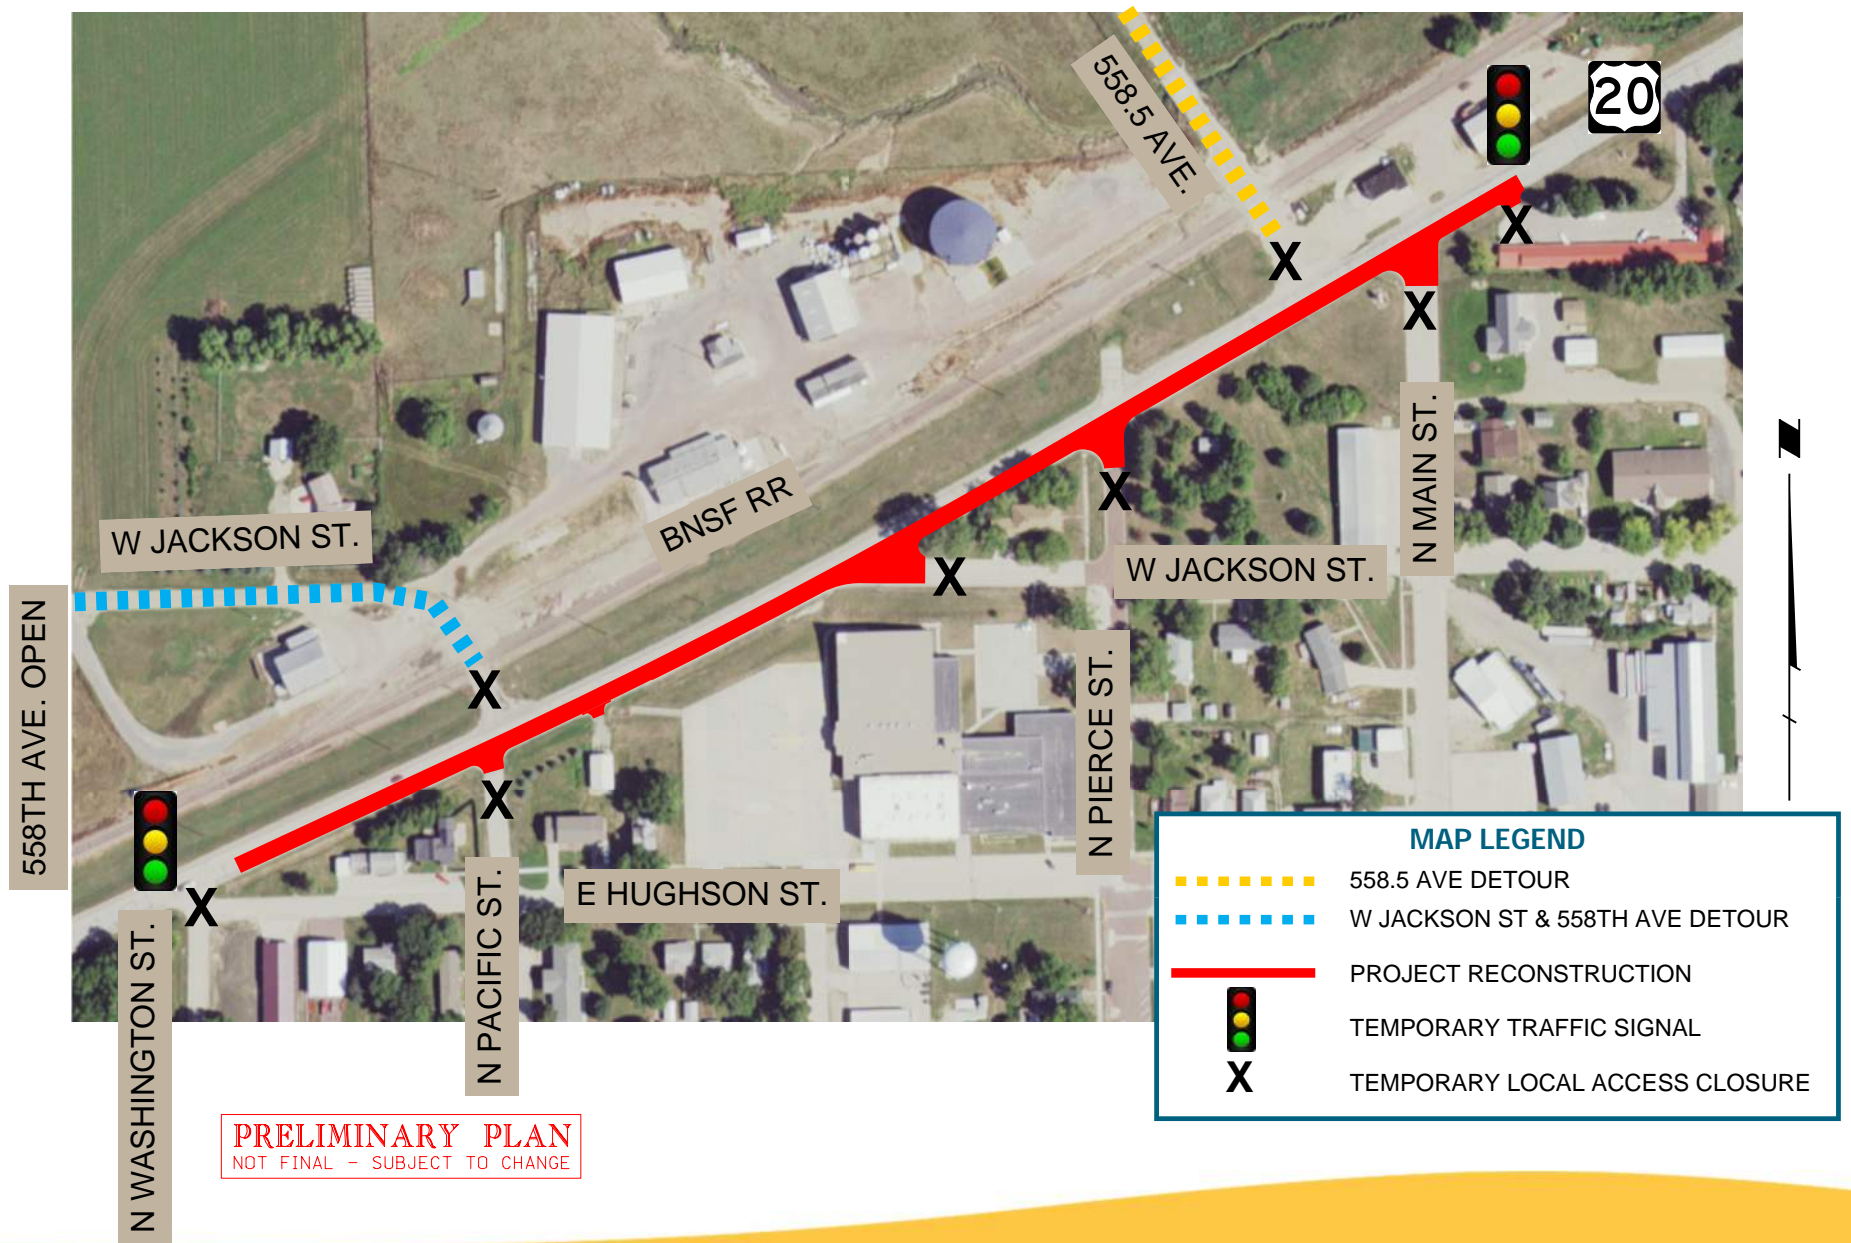 558.5 AVE.
20
W JACKSON ST.
BNSF RR
N MAIN ST.
W JACKSON ST.
558TH AVE. OPEN
N PIERCE ST.
E HUGHSON ST.
N PACIFIC ST.
N WASHINGTON ST.
X
X
X
X
X
X
X
X
X
MAP LEGEND
558.5 AVE DETOUR
W JACKSON ST & 558TH AVE DETOUR
PROJECT RECONSTRUCTION
TEMPORARY TRAFFIC SIGNAL
X TEMPORARY LOCAL ACCESS CLOSURE
PRELIMINARY PLAN
NOT FINAL - SUBJECT TO CHANGE